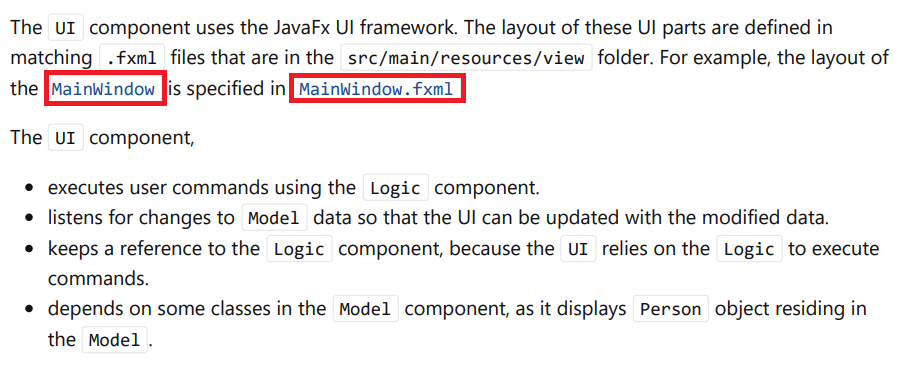 The UI component uses the JavaFx UI framework. The layout of these UI parts are defined in
matching .fxml files that are in the src/main/resources/view folder. For example, the layout of
the MainWindow is specified in MainWindow.fxml
The UI component,
• executes user commands using the Logic component.
• listens for changes to Model data so that the UI can be updated with the modified data.
• keeps a reference to the Logic component, because the UI relies on the Logic to execute
commands.
• depends on some classes in the Model component, as it displays Person object residing in
the Model.